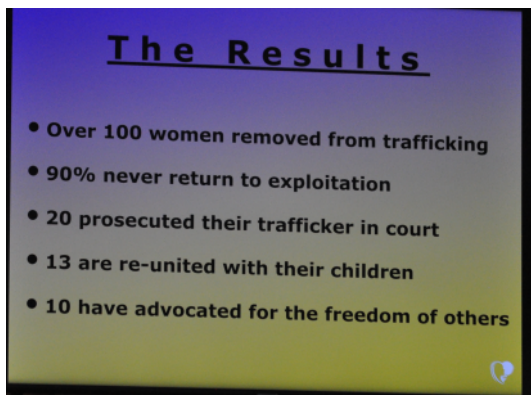 The Results
• Over 100 women removed from trafficking
• 90% never return to exploitation
• 20 prosecuted their trafficker in court
• 13 are re-united with their children
• 10 have advocated for the freedom of others